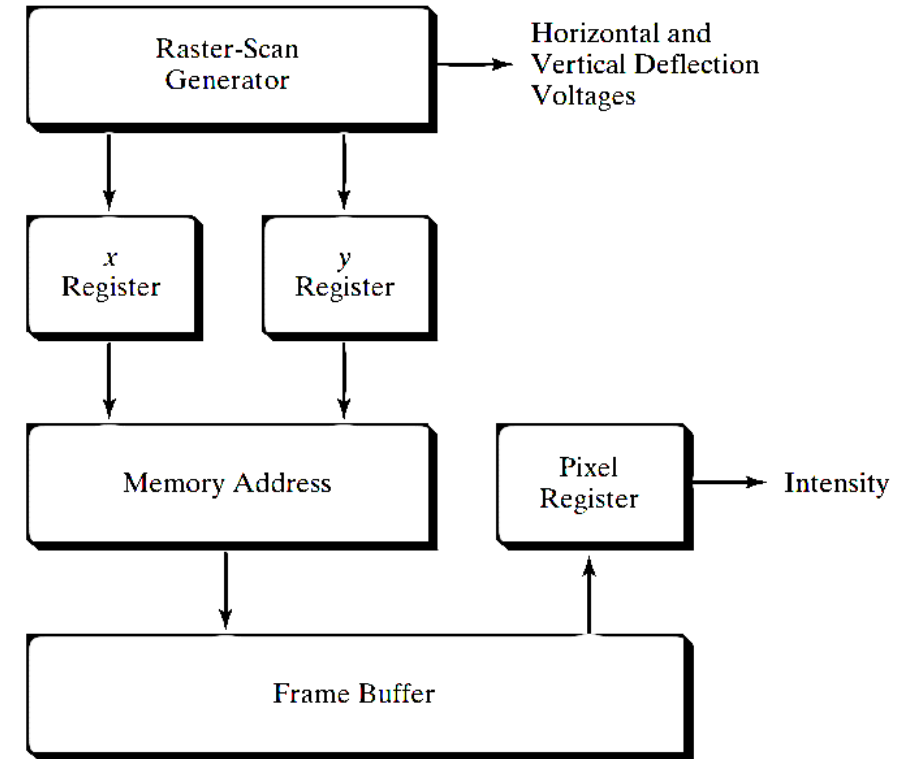 Raster-Scan
Generator
Horizontal and
Vertical Deflection
Voltages
x
Register
y
Register
Memory Address
Pixel
Register
Intensity
Frame Buffer